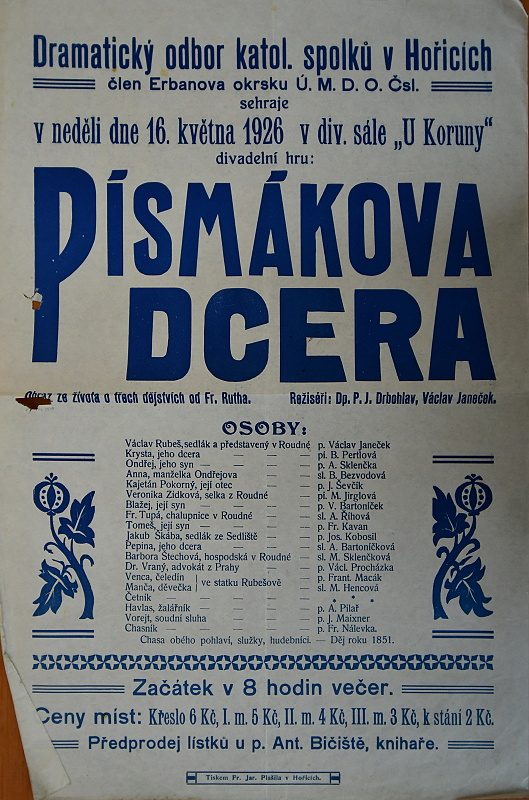 Dramatický odbor katol. spolků v Hořicích
člen Erbanova okrsku Ú. M. D. O. Čsl.
sehraje
v neděli dne 16. května 1926 v div. sále „U Koruny“
divadelní hru:
PÍSMÁKOVA
DCERA
Obraz ze života o třech dějstvích od Fr. Rutha. Režiséři: Dp. P. J. Drbohlav, Václav Janeček.
OSOBY:
Václav Rubeš, sedlák a představený v Roudné p. Václav Janeček
Krysta, jeho dcera — — — pí. B. Pertlová
Ondřej, jeho syn — — — — p. A. Sklenčka
Anna, manželka Ondřejova — — sl. B. Bezvodová
Kajetán Pokorný, její otec — — p. J. Ševčík
Veronika Zídková, selka z Roudné — pí. M. Jirglová
Blažej, její syn — — — — p. V. Bartoníček
Fr. Tupá, chalupnice v Roudné — — sl. A. Říhová
Tomeš, její syn — — — — p. Fr. Kavan
Jakub Škába, sedlák ze Sedliště — p. Jos. Kobosil
Pepina, jeho dcera — — — sl. A. Bartoníčková
Barbora Stechová, hospodská v Roudné — sl. M. Sklenčková
Dr. Vraný, advokát z Prahy — — p. Václ. Procházka
Venca, čeledín } ve statku Rubešově p. Frant. Macák
Manča, děvečka sl. M. Hencová
Četník — — — — — * * *
Havlas, žalářník — — — — p. A. Pilař
Vorejt, soudní sluha — — — p. J. Maixner
Chasník — — — — — p. Fr. Nálevka.
Chasa obého pohlaví, služky, hudebníci. — Děj roku 1851.
Začátek v 8 hodin večer.
Ceny míst: Křeslo 6 Kč, I. m. 5 Kč, II. m. 4 Kč, III. m. 3 Kč, k stání 2 Kč.
Předprodej lístků u p. Ant. Bičiště, knihaře.
Tiskem Fr. Jar. Plašila v Hořicích.